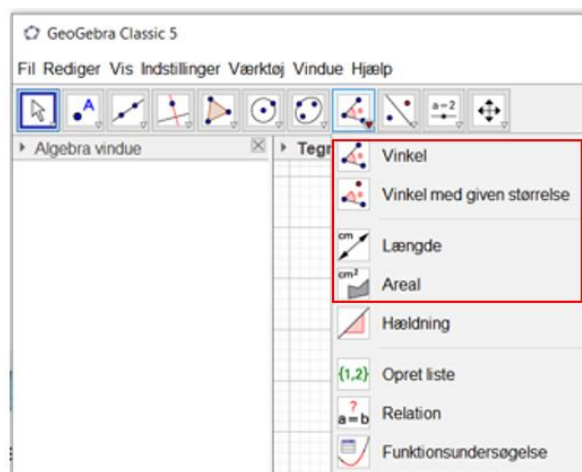 GeoGebra Classic 5
Fil Rediger Vis Indstillinger Værktøj Vindue Hjælp
A
a=2
Algebra vindue
Vinkel
Vinkel med given størrelse
cm
Længde
cm²
Areal
Hældning
{1,2}
Opret liste
?
a=b
Relation
Funktionsundersøgelse